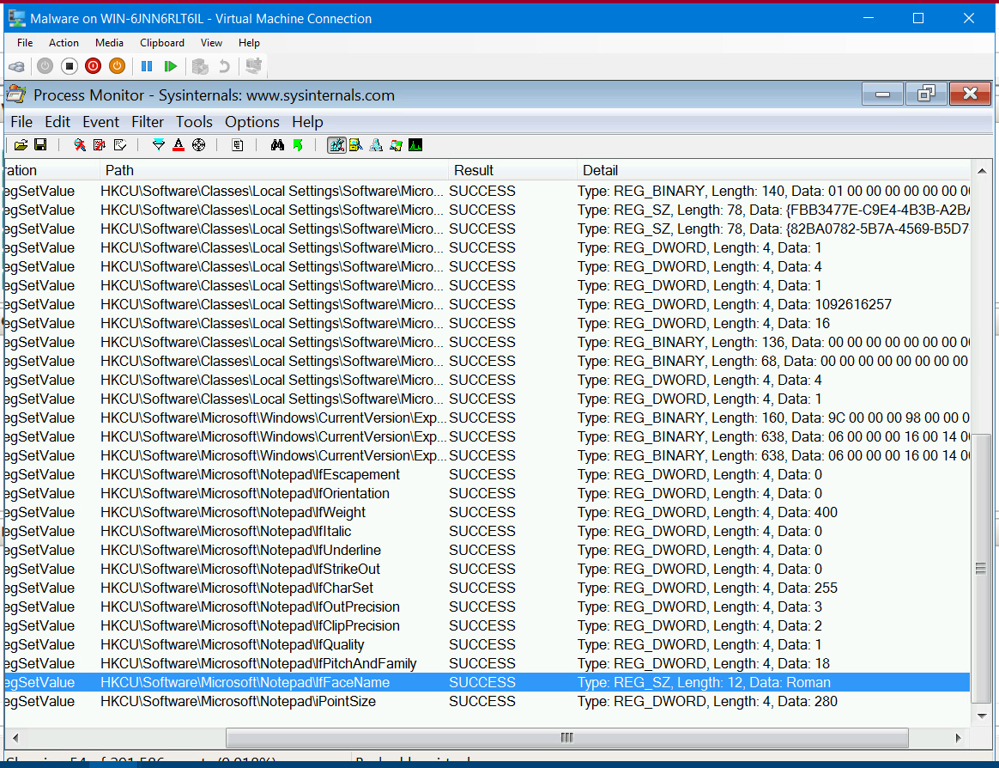 Malware on WIN-6JNN6RLT6IL - Virtual Machine Connection
File Action Media Clipboard View Help
Process Monitor - Sysinternals: www.sysinternals.com
File Edit Event Filter Tools Options Help
ration Path Result Detail
egSetValue HKCU\Software\Classes\Local Settings\Software\Micro... SUCCESS Type: REG_BINARY, Length: 140, Data: 01 00 00 00 00 00 00 0
egSetValue HKCU\Software\Classes\Local Settings\Software\Micro... SUCCESS Type: REG_SZ, Length: 78, Data: {FBB3477E-C9E4-4B3B-A2BA
egSetValue HKCU\Software\Classes\Local Settings\Software\Micro... SUCCESS Type: REG_SZ, Length: 78, Data: {82BA0782-5B7A-4569-B5D7
egSetValue HKCU\Software\Classes\Local Settings\Software\Micro... SUCCESS Type: REG_DWORD, Length: 4, Data: 1
egSetValue HKCU\Software\Classes\Local Settings\Software\Micro... SUCCESS Type: REG_DWORD, Length: 4, Data: 4
egSetValue HKCU\Software\Classes\Local Settings\Software\Micro... SUCCESS Type: REG_DWORD, Length: 4, Data: 1
egSetValue HKCU\Software\Classes\Local Settings\Software\Micro... SUCCESS Type: REG_DWORD, Length: 4, Data: 1092616257
egSetValue HKCU\Software\Classes\Local Settings\Software\Micro... SUCCESS Type: REG_DWORD, Length: 4, Data: 16
egSetValue HKCU\Software\Classes\Local Settings\Software\Micro... SUCCESS Type: REG_BINARY, Length: 136, Data: 00 00 00 00 00 00 00 0
egSetValue HKCU\Software\Classes\Local Settings\Software\Micro... SUCCESS Type: REG_BINARY, Length: 68, Data: 00 00 00 00 00 00 00 00
egSetValue HKCU\Software\Classes\Local Settings\Software\Micro... SUCCESS Type: REG_DWORD, Length: 4, Data: 4
egSetValue HKCU\Software\Classes\Local Settings\Software\Micro... SUCCESS Type: REG_DWORD, Length: 4, Data: 1
egSetValue HKCU\Software\Microsoft\Windows\CurrentVersion\Exp... SUCCESS Type: REG_BINARY, Length: 160, Data: 9C 00 00 00 98 00 00 0
egSetValue HKCU\Software\Microsoft\Windows\CurrentVersion\Exp... SUCCESS Type: REG_BINARY, Length: 638, Data: 06 00 00 00 16 00 14 0
egSetValue HKCU\Software\Microsoft\Windows\CurrentVersion\Exp... SUCCESS Type: REG_BINARY, Length: 638, Data: 06 00 00 00 16 00 14 0
egSetValue HKCU\Software\Microsoft\Notepad\lfEscapement SUCCESS Type: REG_DWORD, Length: 4, Data: 0
egSetValue HKCU\Software\Microsoft\Notepad\lfOrientation SUCCESS Type: REG_DWORD, Length: 4, Data: 0
egSetValue HKCU\Software\Microsoft\Notepad\lfWeight SUCCESS Type: REG_DWORD, Length: 4, Data: 400
egSetValue HKCU\Software\Microsoft\Notepad\lfItalic SUCCESS Type: REG_DWORD, Length: 4, Data: 0
egSetValue HKCU\Software\Microsoft\Notepad\lfUnderline SUCCESS Type: REG_DWORD, Length: 4, Data: 0
egSetValue HKCU\Software\Microsoft\Notepad\lfStrikeOut SUCCESS Type: REG_DWORD, Length: 4, Data: 0
egSetValue HKCU\Software\Microsoft\Notepad\lfCharSet SUCCESS Type: REG_DWORD, Length: 4, Data: 255
egSetValue HKCU\Software\Microsoft\Notepad\lfOutPrecision SUCCESS Type: REG_DWORD, Length: 4, Data: 3
egSetValue HKCU\Software\Microsoft\Notepad\lfClipPrecision SUCCESS Type: REG_DWORD, Length: 4, Data: 2
egSetValue HKCU\Software\Microsoft\Notepad\lfQuality SUCCESS Type: REG_DWORD, Length: 4, Data: 1
egSetValue HKCU\Software\Microsoft\Notepad\lfPitchAndFamily SUCCESS Type: REG_DWORD, Length: 4, Data: 18
egSetValue HKCU\Software\Microsoft\Notepad\lfFaceName SUCCESS Type: REG_SZ, Length: 12, Data: Roman
egSetValue HKCU\Software\Microsoft\Notepad\iPointSize SUCCESS Type: REG_DWORD, Length: 4, Data: 280